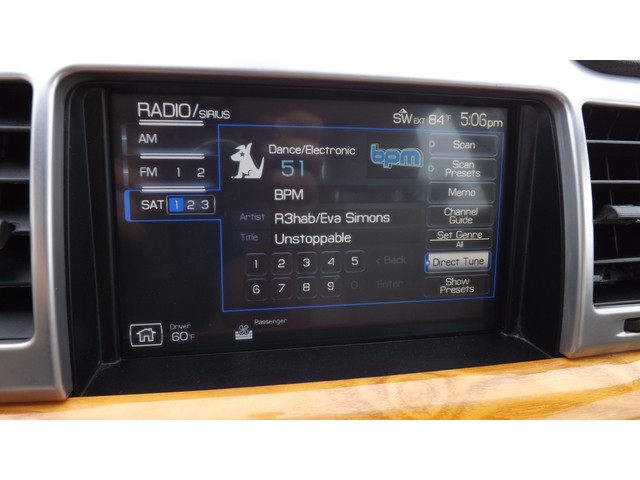 RADIO/SIRIUS
SW EXT 84°F 5:06pm
AM
FM 1 2
SAT 1 2 3
Dance/Electronic
51
bpm
BPM
Artist R3hab/Eva Simons
Title Unstoppable
1 2 3 4 5 < Back
6 7 8 9 0 Enter
Scan
Scan
Presets
Memo
Channel
Guide
Set Genre
All
Direct Tune
Show
Presets
Driver
60°F
Passenger